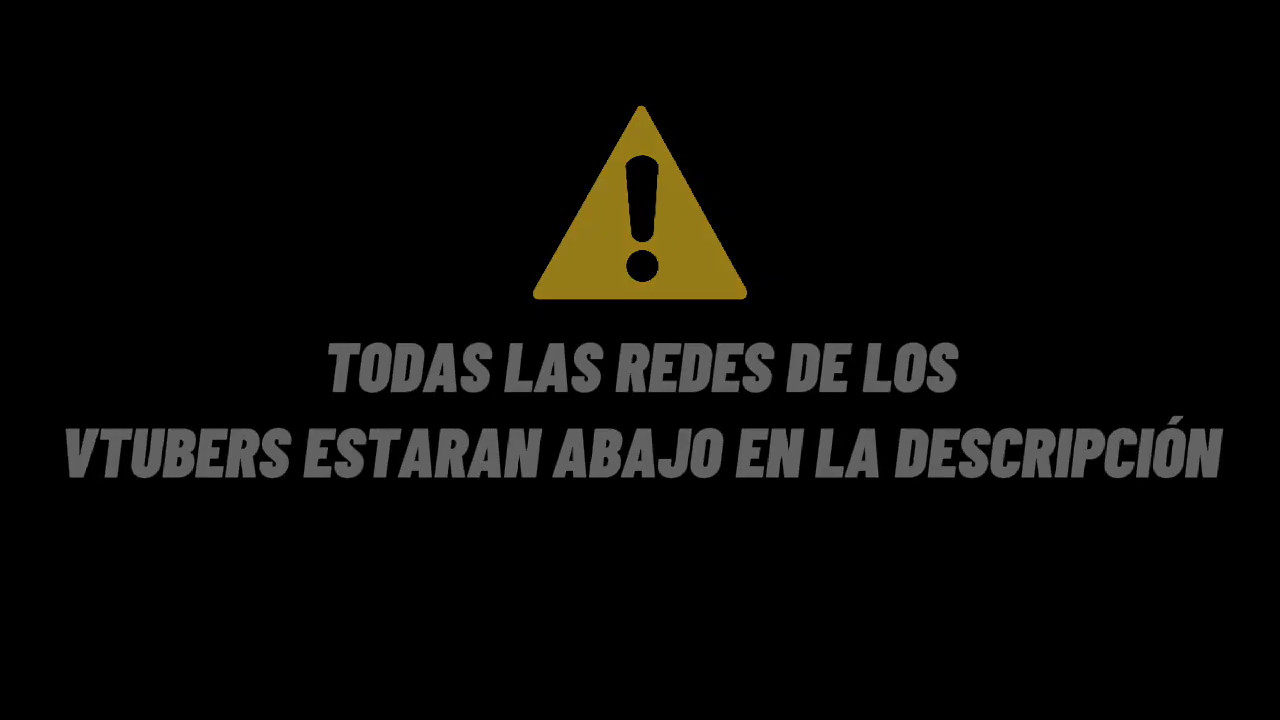 TODAS LAS REDES DE LOS
VTUBERS ESTARAN ABAJO EN LA DESCRIPCIÓN